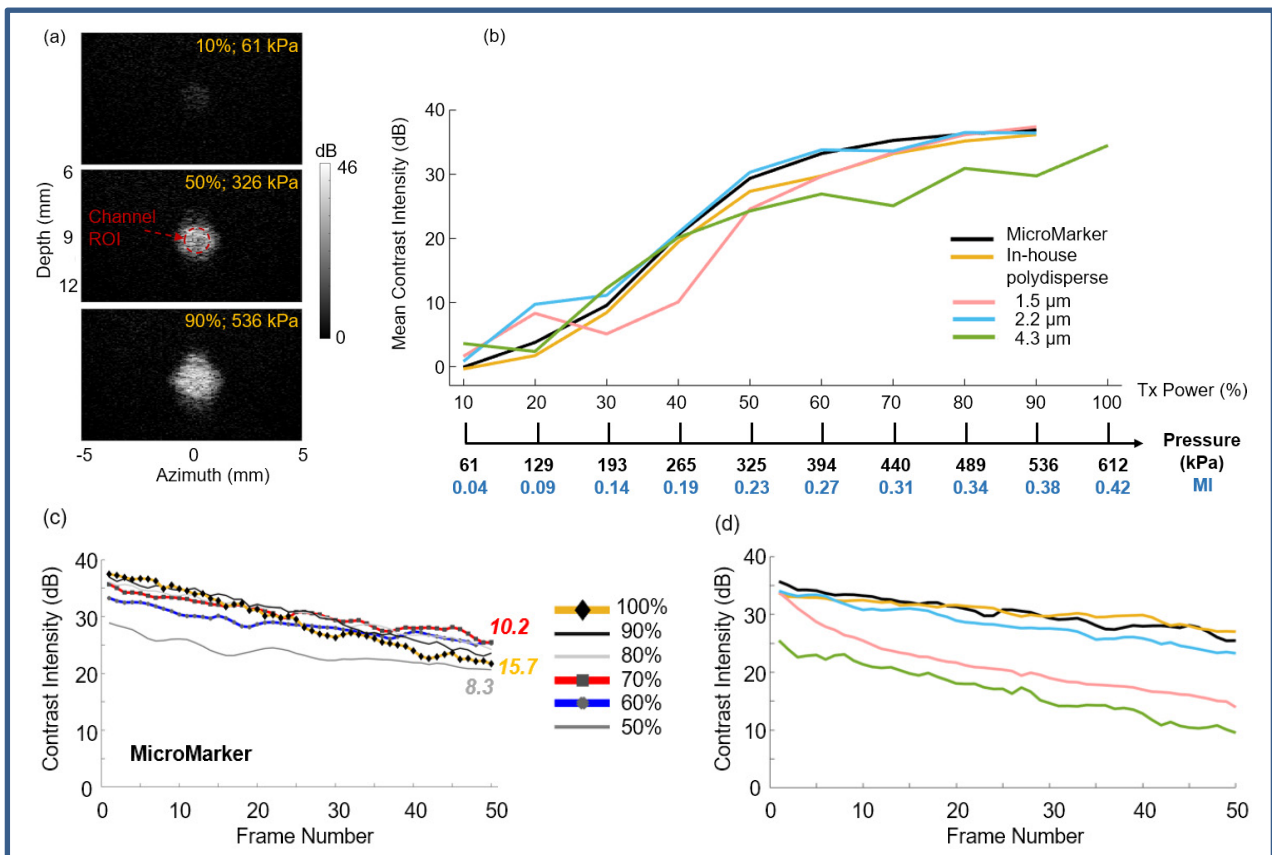 (a)
10%; 61 kPa
dB
46
6
50%; 326 kPa
Channel
ROI
Depth (mm)
9
12
0
90%; 536 kPa
-5
0
5
Azimuth (mm)
(b)
Mean Contrast Intensity (dB)
40
30
20
10
0
MicroMarker
In-house
polydisperse
1.5 μm
2.2 μm
4.3 μm
10 20 30 40 50 60 70 80 90 100 Tx Power (%)
Pressure
61 129 193 265 325 394 440 489 536 612 (kPa)
0.04 0.09 0.14 0.19 0.23 0.27 0.31 0.34 0.38 0.42 MI
(c)
Contrast Intensity (dB)
40
30
20
10
0
10.2
15.7
8.3
MicroMarker
0 10 20 30 40 50
Frame Number
100%
90%
80%
70%
60%
50%
(d)
Contrast Intensity (dB)
40
30
20
10
0
0 10 20 30 40 50
Frame Number